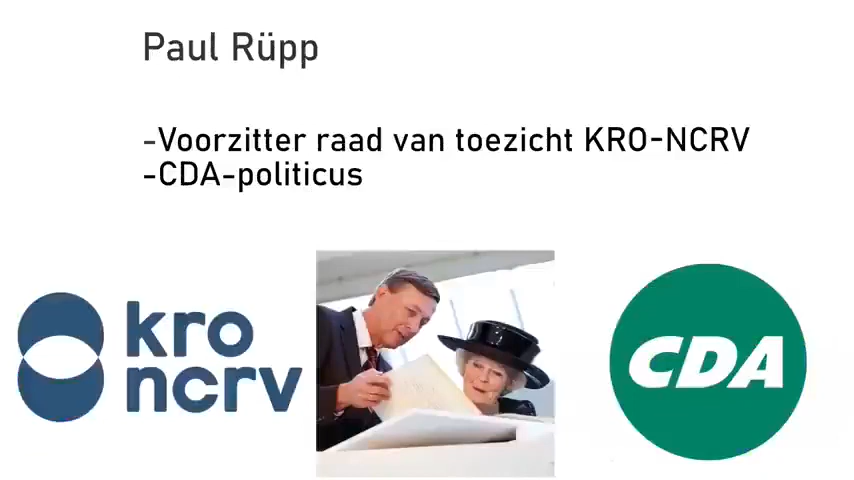 Paul Rüpp
-Voorzitter raad van toezicht KRO-NCRV
-CDA-politicus
kro
ncrv
CDA